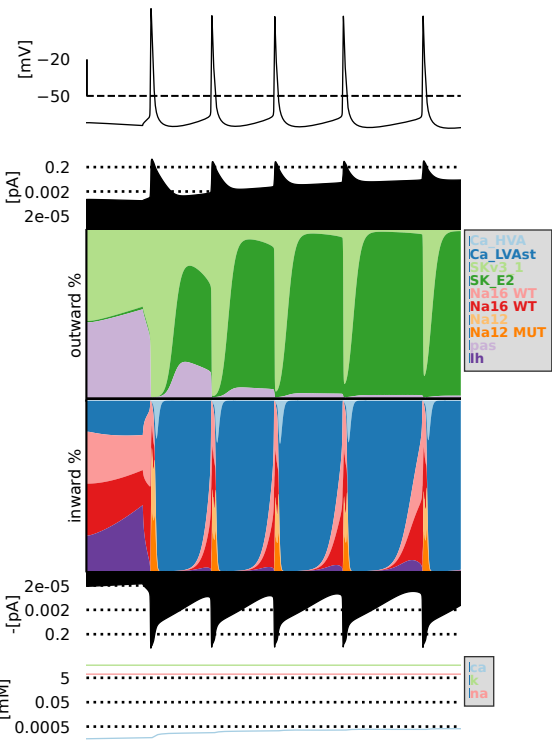 [mV]
−20
−50
[pA]
0.2
0.002
2e-05
outward %
Ca_HVA
Ca_LVAst
SKv3_1
SK_E2
Na16 WT
Na16 WT
Na12
Na12 MUT
pas
Ih
inward %
-[pA]
2e-05
0.002
0.2
[mM]
5
0.05
0.0005
ca
k
na